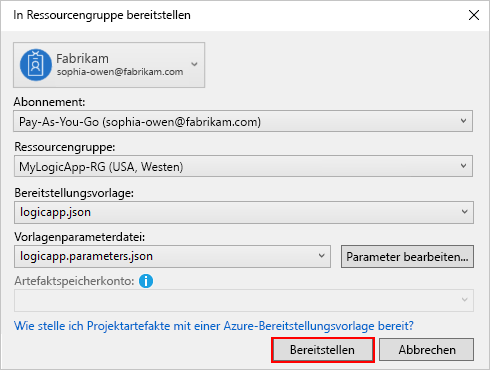 In Ressourcengruppe bereitstellen
Fabrikam
sophia-owen@fabrikam.com
Abonnement:
Pay-As-You-Go (sophia-owen@fabrikam.com)
Ressourcengruppe:
MyLogicApp-RG (USA, Westen)
Bereitstellungsvorlage:
logicapp.json
Vorlagenparameterdatei:
logicapp.parameters.json
Parameter bearbeiten...
Artefaktspeicherkonto:
Wie stelle ich Projektartefakte mit einer Azure-Bereitstellungsvorlage bereit?
Bereitstellen
Abbrechen